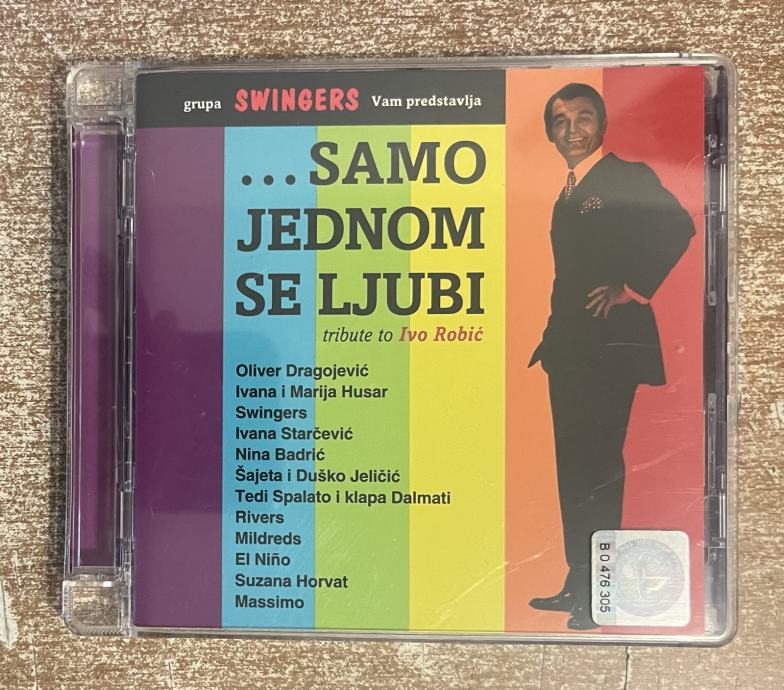 grupa SWINGERS Vam predstavlja
...SAMO
JEDNOM
SE LJUBI
tribute to Ivo Robić
Oliver Dragojević
Ivana i Marija Husar
Swingers
Ivana Starčević
Nina Badrić
Šajeta i Duško Jeličić
Tedi Spalato i klapa Dalmati
Rivers
Mildreds
El Niño
Suzana Horvat
Massimo
B 0 476 305